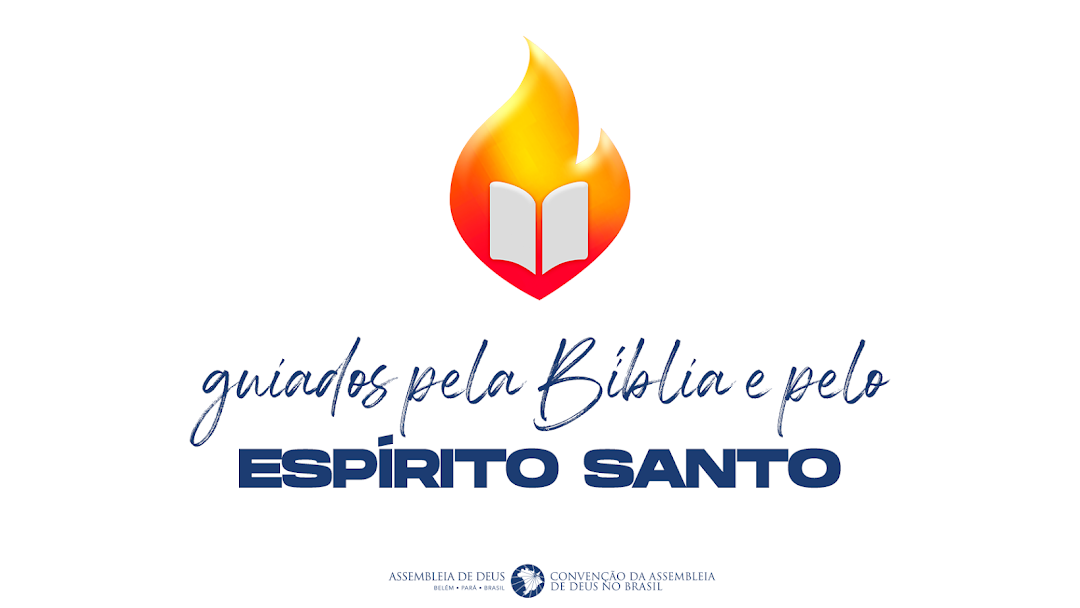 guiados pela Bíblia e pelo
ESPÍRITO SANTO
ASSEMBLEIA DE DEUS
BELÉM • PARÁ • BRASIL
CONVENÇÃO DA ASSEMBLEIA
DE DEUS NO BRASIL